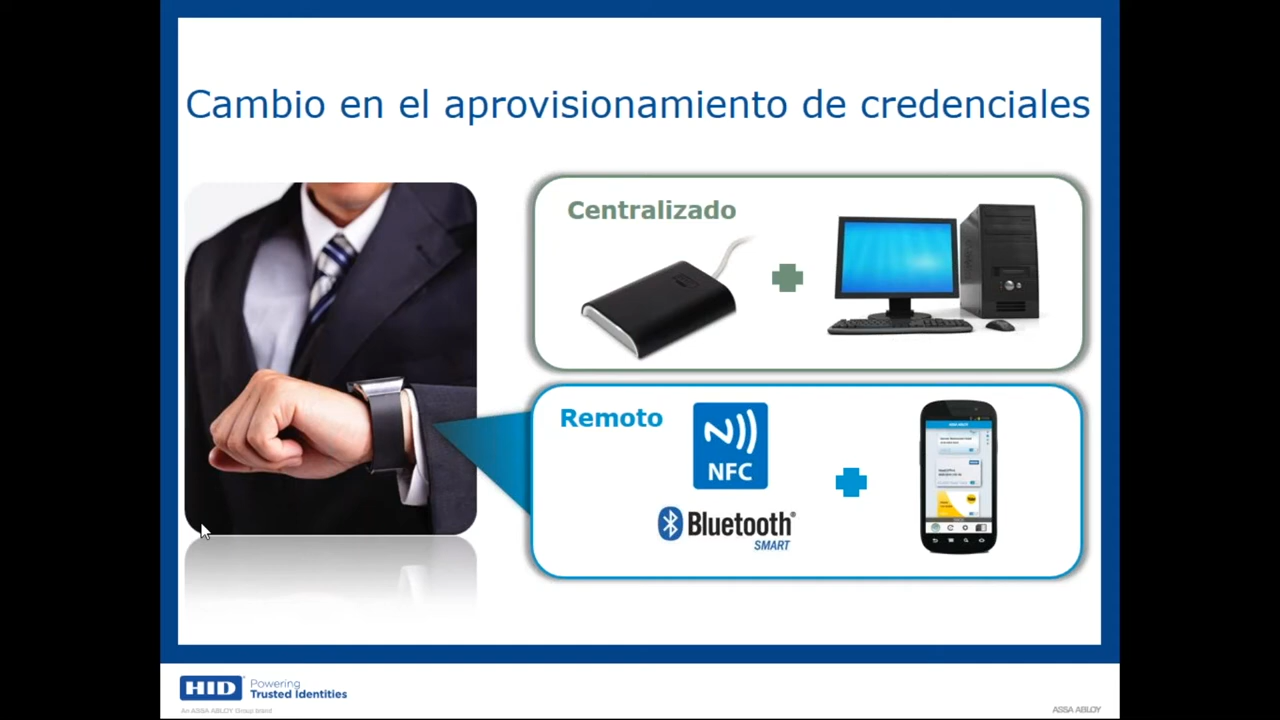 Cambio en el aprovisionamiento de credenciales
Centralizado
Remoto
NFC
Bluetooth®
SMART
HID®
Powering
Trusted Identities
An ASSA ABLOY Group brand
ASSA ABLOY